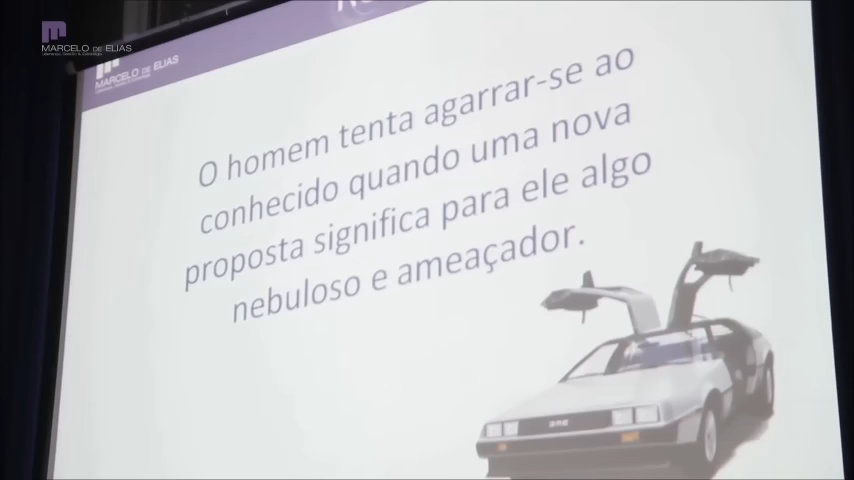 MARCELO DE ELIAS
MARCELO DE ELIAS
O homem tenta agarrar-se ao
conhecido quando uma nova
proposta significa para ele algo
nebuloso e ameaçador.